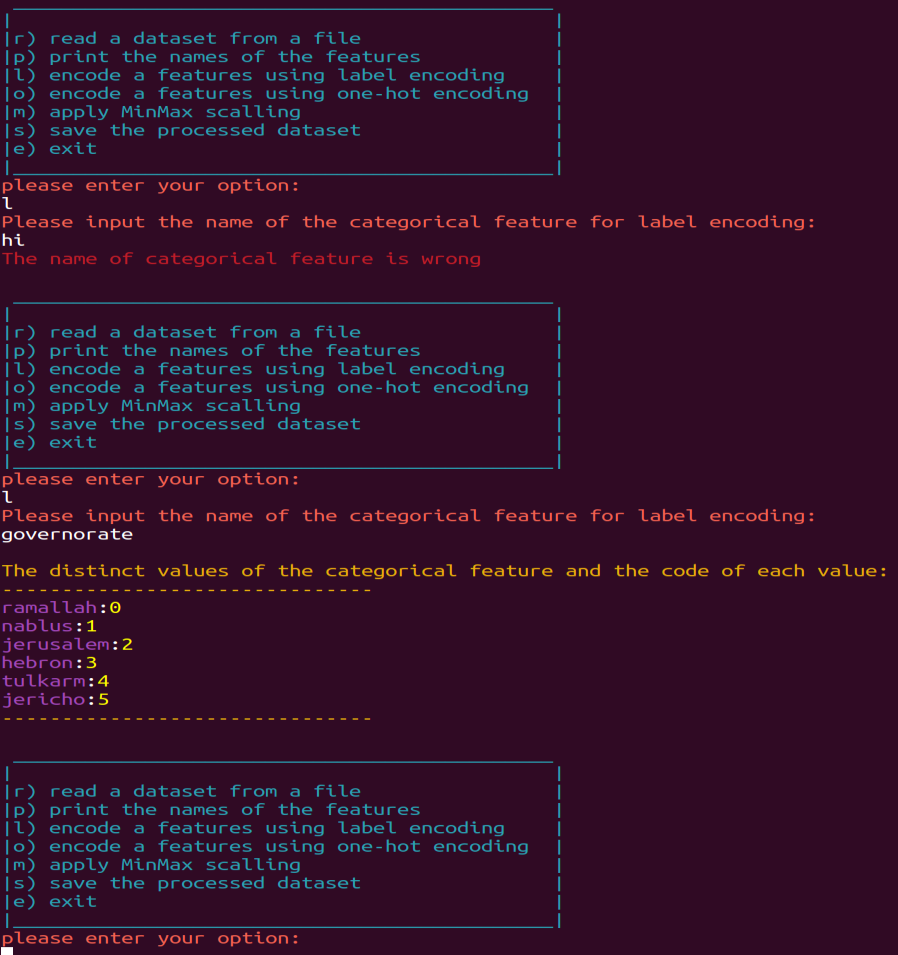 r) read a dataset from a file
p) print the names of the features
l) encode a features using label encoding
o) encode a features using one-hot encoding
m) apply MinMax scalling
s) save the processed dataset
e) exit
please enter your option:
l
Please input the name of the categorical feature for label encoding:
hi
The name of categorical feature is wrong
r) read a dataset from a file
p) print the names of the features
l) encode a features using label encoding
o) encode a features using one-hot encoding
m) apply MinMax scalling
s) save the processed dataset
e) exit
please enter your option:
l
Please input the name of the categorical feature for label encoding:
governorate
The distinct values of the categorical feature and the code of each value:
-------------------------------
ramallah:0
nablus:1
jerusalem:2
hebron:3
tulkarm:4
jericho:5
-------------------------------
r) read a dataset from a file
p) print the names of the features
l) encode a features using label encoding
o) encode a features using one-hot encoding
m) apply MinMax scalling
s) save the processed dataset
e) exit
please enter your option: